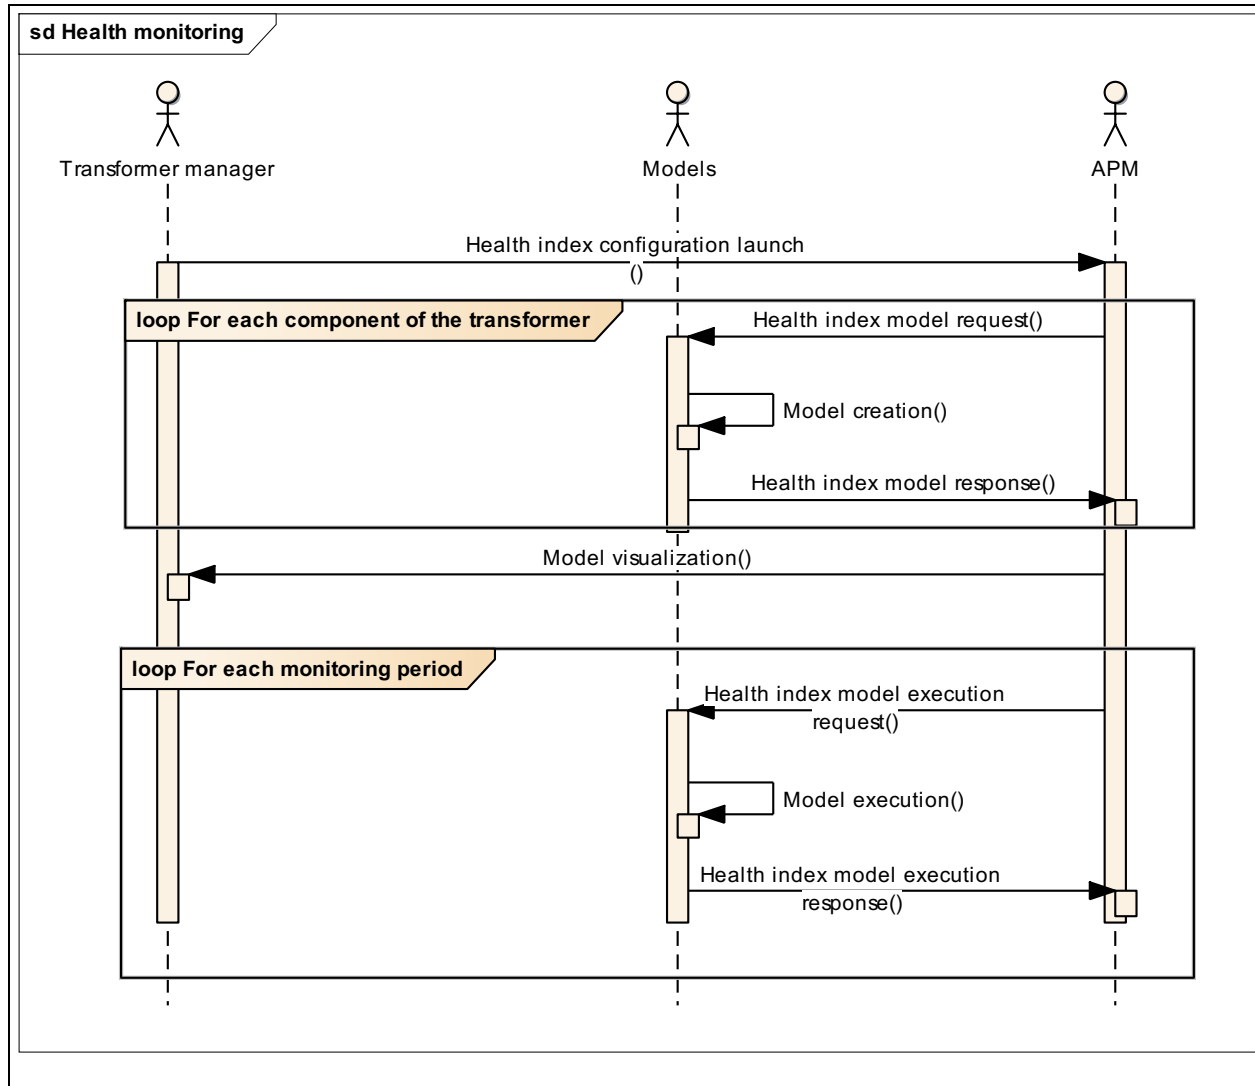 sd Health monitoring
Transformer manager
Models
APM
Health index configuration launch
()
loop For each component of the transformer
Health index model request()
Model creation()
Health index model response()
Model visualization()
loop For each monitoring period
Health index model execution
request()
Model execution()
Health index model execution
response()